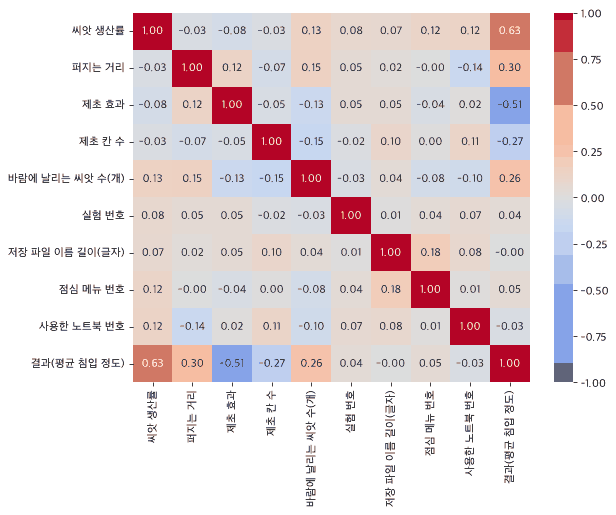 씨앗 생산률 1.00 -0.03 -0.08 -0.03 0.13 0.08 0.07 0.12 0.12 0.63
퍼지는 거리 -0.03 1.00 0.12 -0.07 0.15 0.05 0.02 -0.00 -0.14 0.30
제초 효과 -0.08 0.12 1.00 -0.05 -0.13 0.05 0.05 -0.04 0.02 -0.51
제초 칸 수 -0.03 -0.07 -0.05 1.00 -0.15 -0.02 0.10 0.00 0.11 -0.27
바람에 날리는 씨앗 수(개) 0.13 0.15 -0.13 -0.15 1.00 -0.03 0.04 -0.08 -0.10 0.26
실험 번호 0.08 0.05 0.05 -0.02 -0.03 1.00 0.01 0.04 0.07 0.04
저장 파일 이름 길이(글자) 0.07 0.02 0.05 0.10 0.04 0.01 1.00 0.18 0.08 -0.00
점심 메뉴 번호 0.12 -0.00 -0.04 0.00 -0.08 0.04 0.18 1.00 0.01 0.05
사용한 노트북 번호 0.12 -0.14 0.02 0.11 -0.10 0.07 0.08 0.01 1.00 -0.03
결과(평균 침입 정도) 0.63 0.30 -0.51 -0.27 0.26 0.04 -0.00 0.05 -0.03 1.00
씨앗 생산률
퍼지는 거리
제초 효과
제초 칸 수
바람에 날리는 씨앗 수(개)
실험 번호
저장 파일 이름 길이(글자)
점심 메뉴 번호
사용한 노트북 번호
결과(평균 침입 정도)
1.00
0.75
0.50
0.25
0.00
-0.25
-0.50
-0.75
-1.00